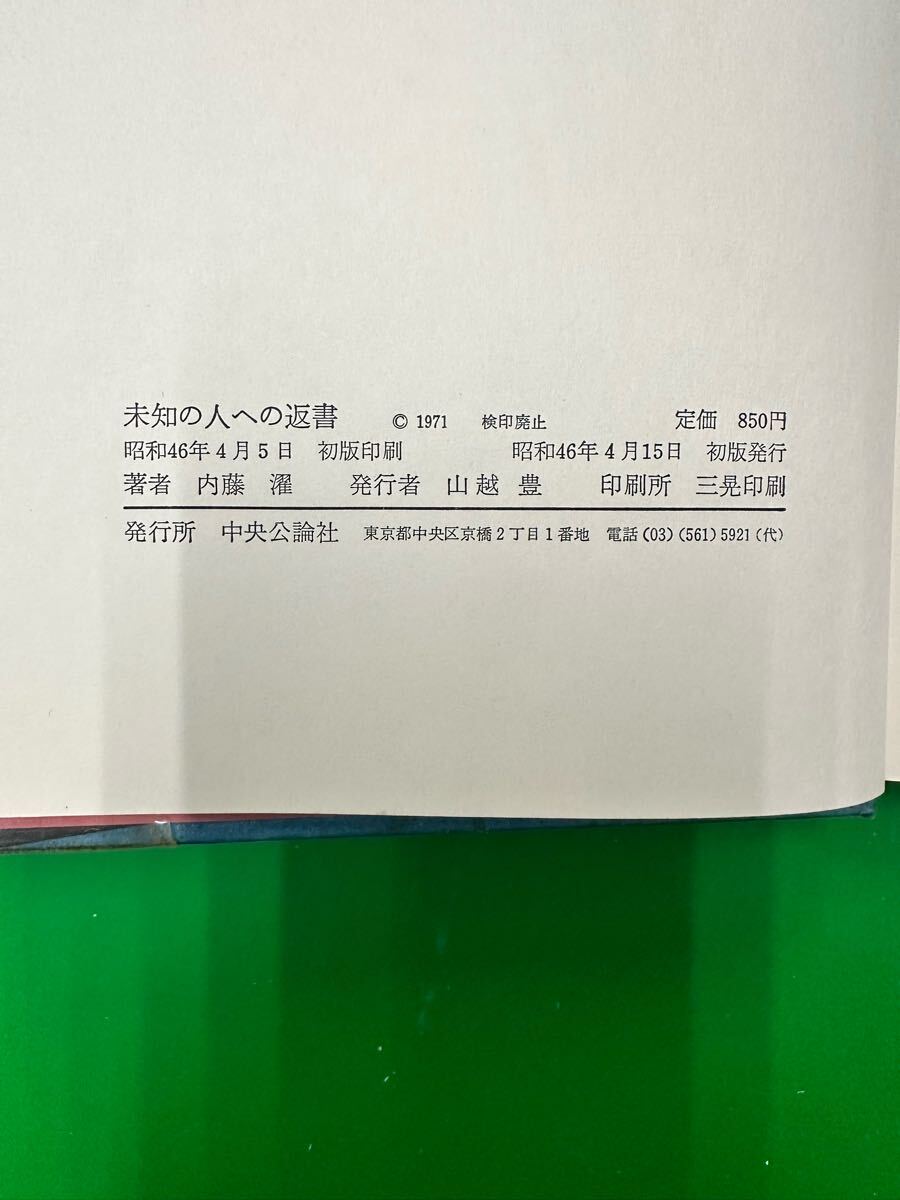 未知の人への返書 © 1971 検印廃止 定価 850円
昭和46年4月5日 初版印刷 昭和46年4月15日 初版発行
著者 内藤 濯 発行者 山越 豊 印刷所 三晃印刷
発行所 中央公論社 東京都中央区京橋2丁目1番地 電話(03)(561)5921(代)